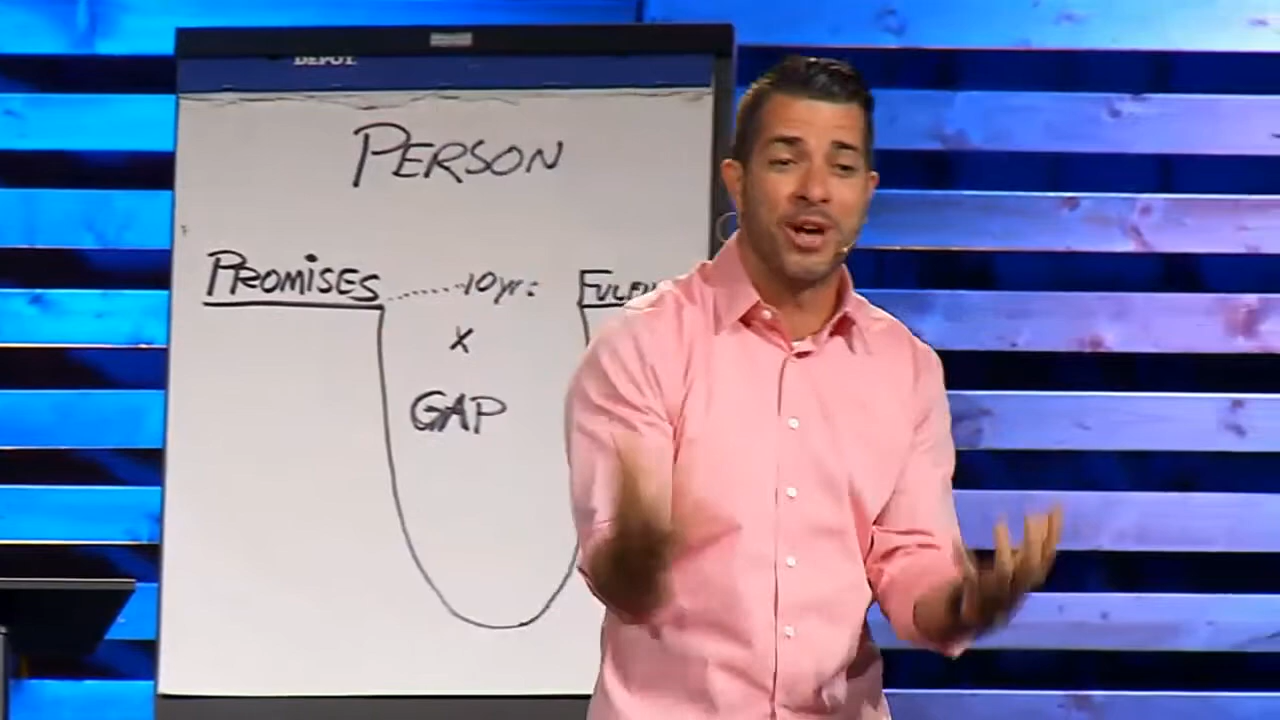 DEPOT
PERSON
PROMISES ........ 10yr:
X
GAP